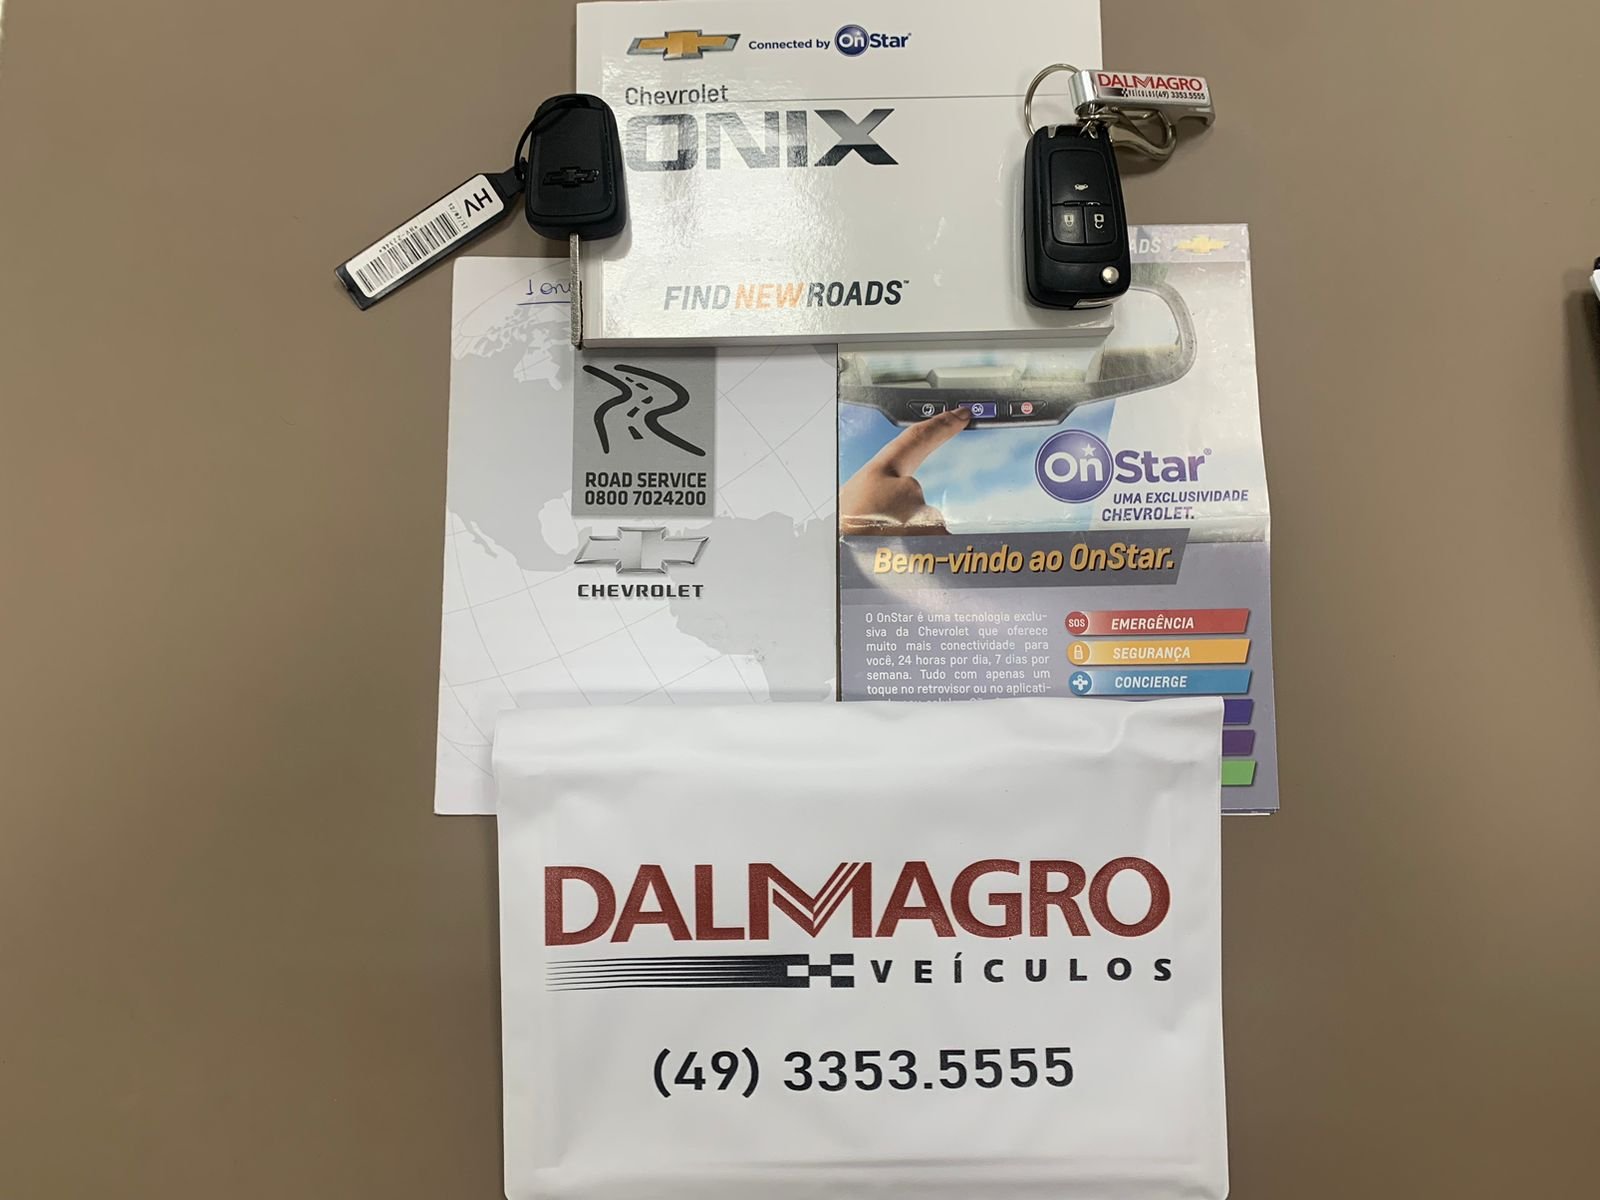 Connected by OnStar
Chevrolet
ONIX
FIND NEW ROADS™
DALMAGRO
VEÍCULOS (49) 3353.5555
HV
ROAD SERVICE
0800 7024200
CHEVROLET
ADS
SOS
OnStar®
UMA EXCLUSIVIDADE
CHEVROLET.
Bem-vindo ao OnStar.
O OnStar é uma tecnologia exclu-
siva da Chevrolet que oferece
muito mais conectividade para
você, 24 horas por dia, 7 dias por
semana. Tudo com apenas um
toque no retrovisor ou no aplicati-
SOS EMERGÊNCIA
SEGURANÇA
CONCIERGE
DALMAGRO
VEÍCULOS
(49) 3353.5555